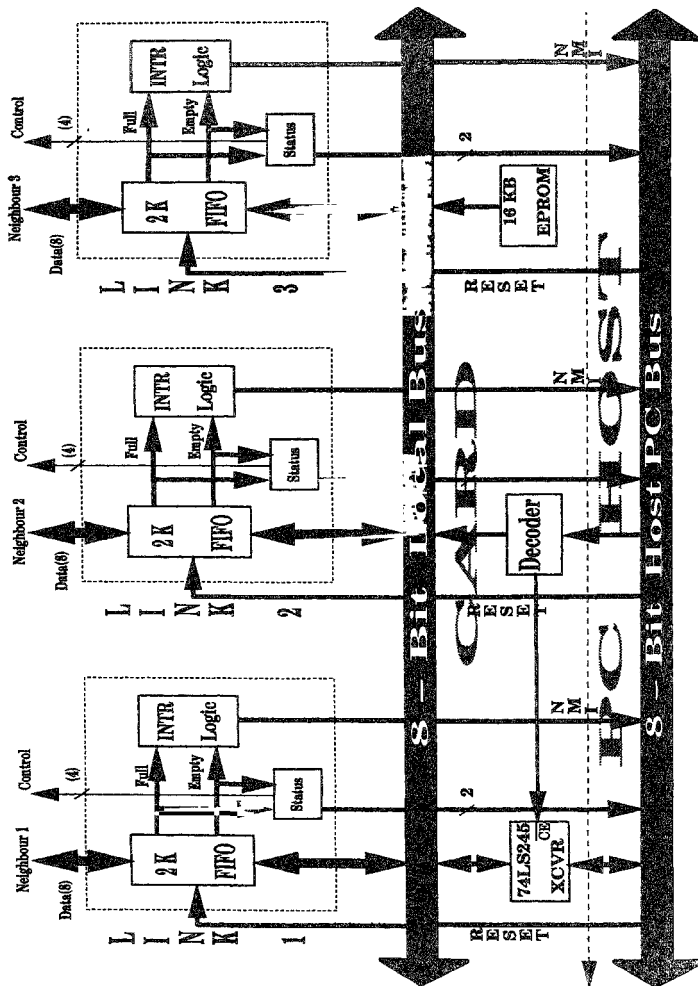 Neighbour 1
Control
Data(8)
(4)
LINK 1
2 K
FIFO
Full
Empty
INTR
Logic
Status
Neighbour 2
Control
Data(8)
(4)
LINK 2
2 K
FIFO
Full
Empty
INTR
Logic
Status
Neighbour 3
Control
Data(8)
(4)
LINK 3
2 K
FIFO
Full
Empty
INTR
Logic
Status
8 – Bit Local Bus
CARD
RESET
74LS245
CE
XCVR
2
NMI
RESET
Decoder
NMI
RESET
16 KB
EPROM
2
NMI
PC HOST
8 – Bit Host PC Bus